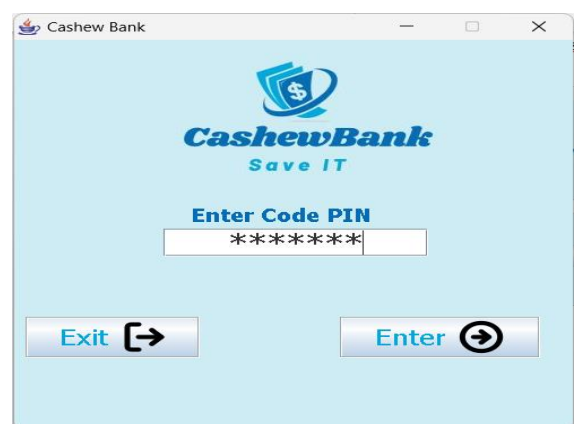 Cashew Bank
$
CashewBank
Save IT
Enter Code PIN
*******
Exit
Enter